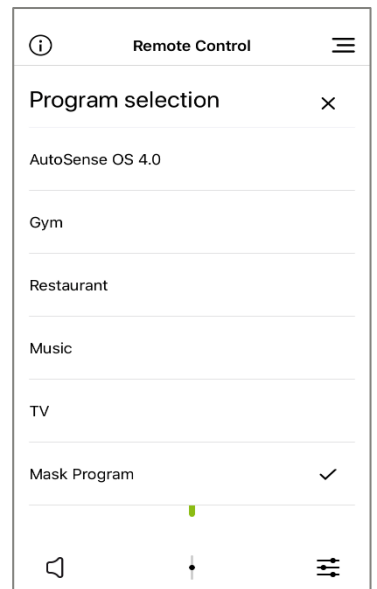 Remote Control
Program selection
AutoSense OS 4.0
Gym
Restaurant
Music
TV
Mask Program